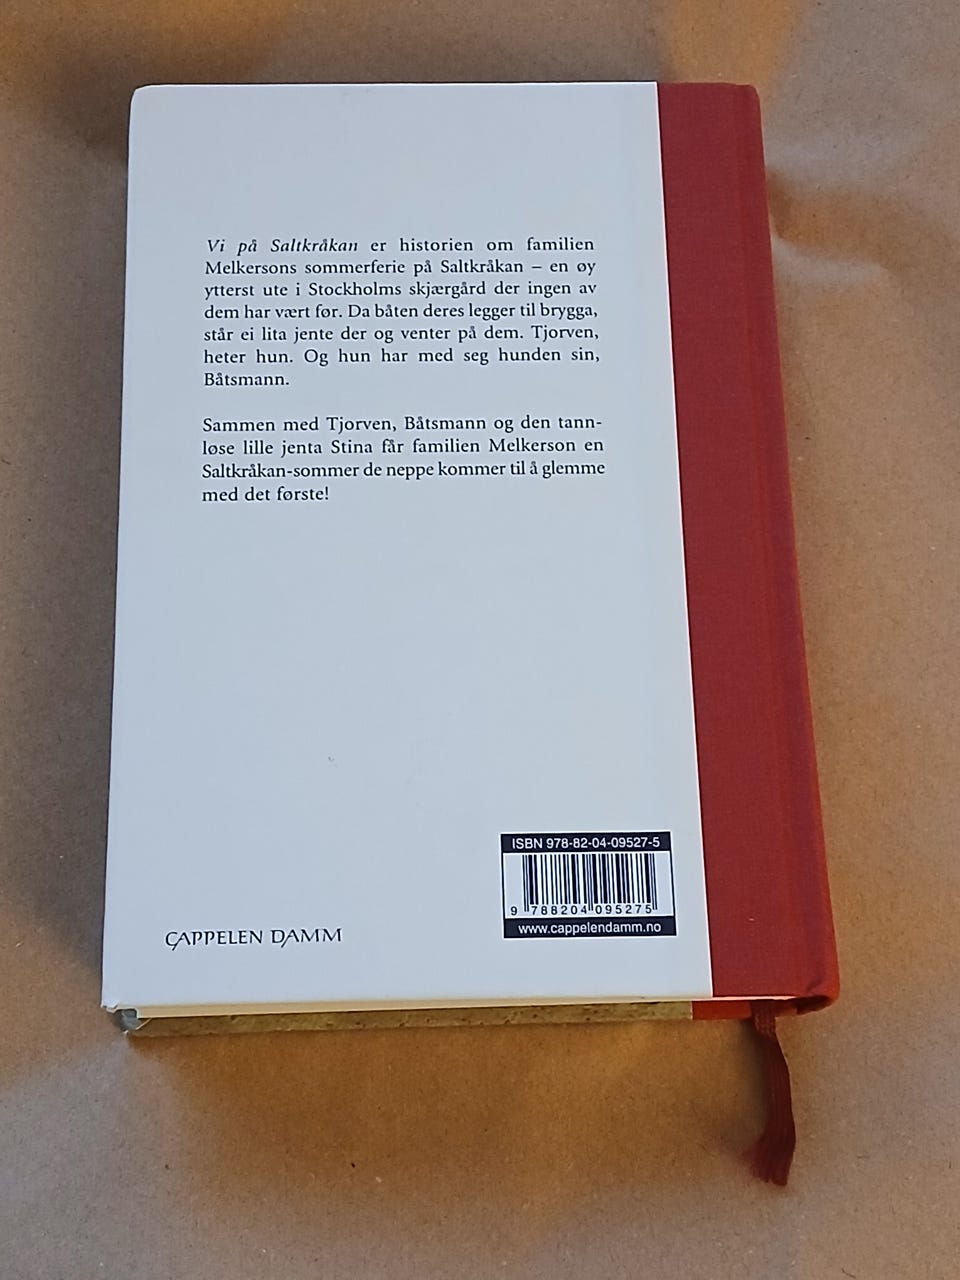 Vi på Saltkråkan er historien om familien
Melkersons sommerferie på Saltkråkan – en øy
ytterst ute i Stockholms skjærgård der ingen av
dem har vært før. Da båten deres legger til brygga,
står ei lita jente der og venter på dem. Tjorven,
heter hun. Og hun har med seg hunden sin,
Båtsmann.
Sammen med Tjorven, Båtsmann og den tann-
løse lille jenta Stina får familien Melkerson en
Saltkråkan-sommer de neppe kommer til å glemme
med det første!
ISBN 978-82-04-09527-5
9 788204 095275
www.cappelendamm.no
CAPPELEN DAMM